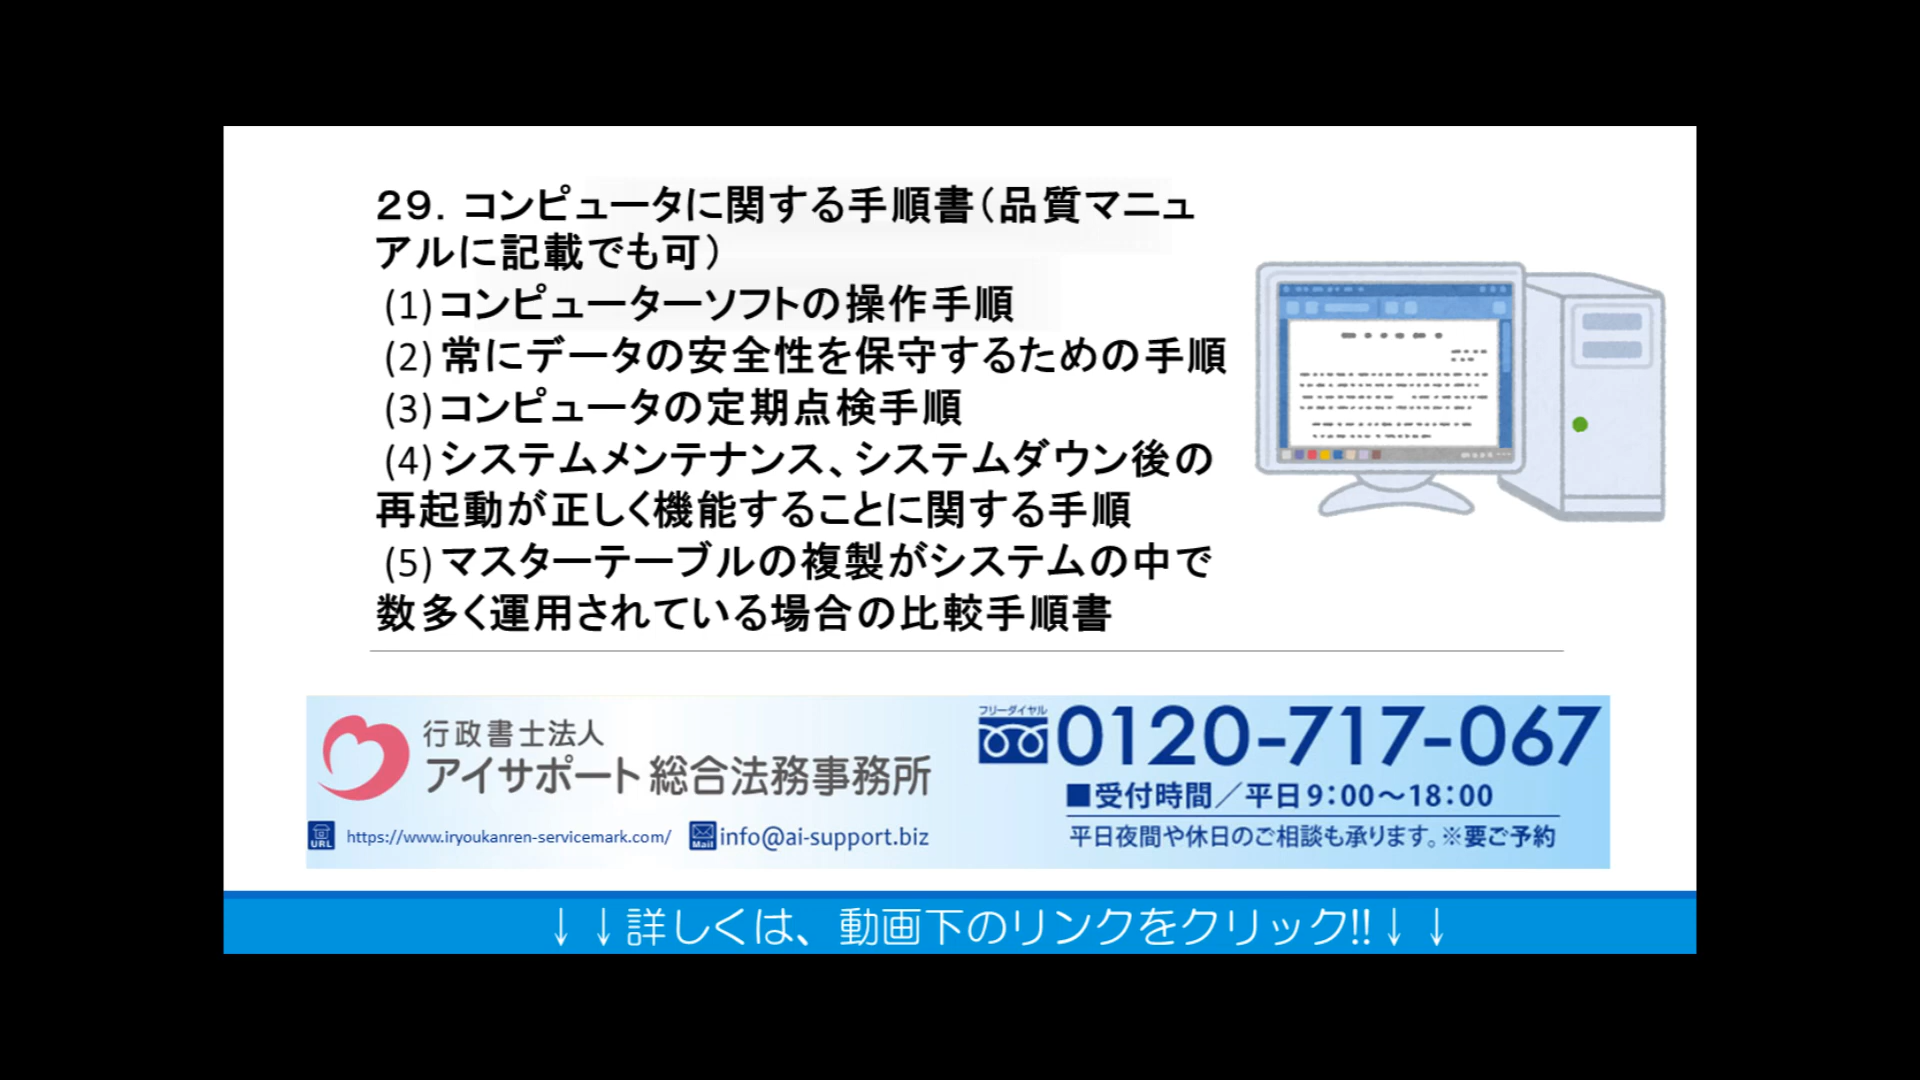 29．コンピュータに関する手順書（品質マニュ
アルに記載でも可）
(1)コンピューターソフトの操作手順
(2)常にデータの安全性を保守するための手順
(3)コンピュータの定期点検手順
(4)システムメンテナンス、システムダウン後の
再起動が正しく機能することに関する手順
(5)マスターテーブルの複製がシステムの中で
数多く運用されている場合の比較手順書
行政書士法人
アイサポート総合法務事務所
URL https://www.iryoukanren-servicemark.com/ Mail info@ai-support.biz
フリーダイヤル
0120-717-067
■受付時間／平日9：00～18：00
平日夜間や休日のご相談も承ります。※要ご予約
↓↓詳しくは、動画下のリンクをクリック!!↓↓